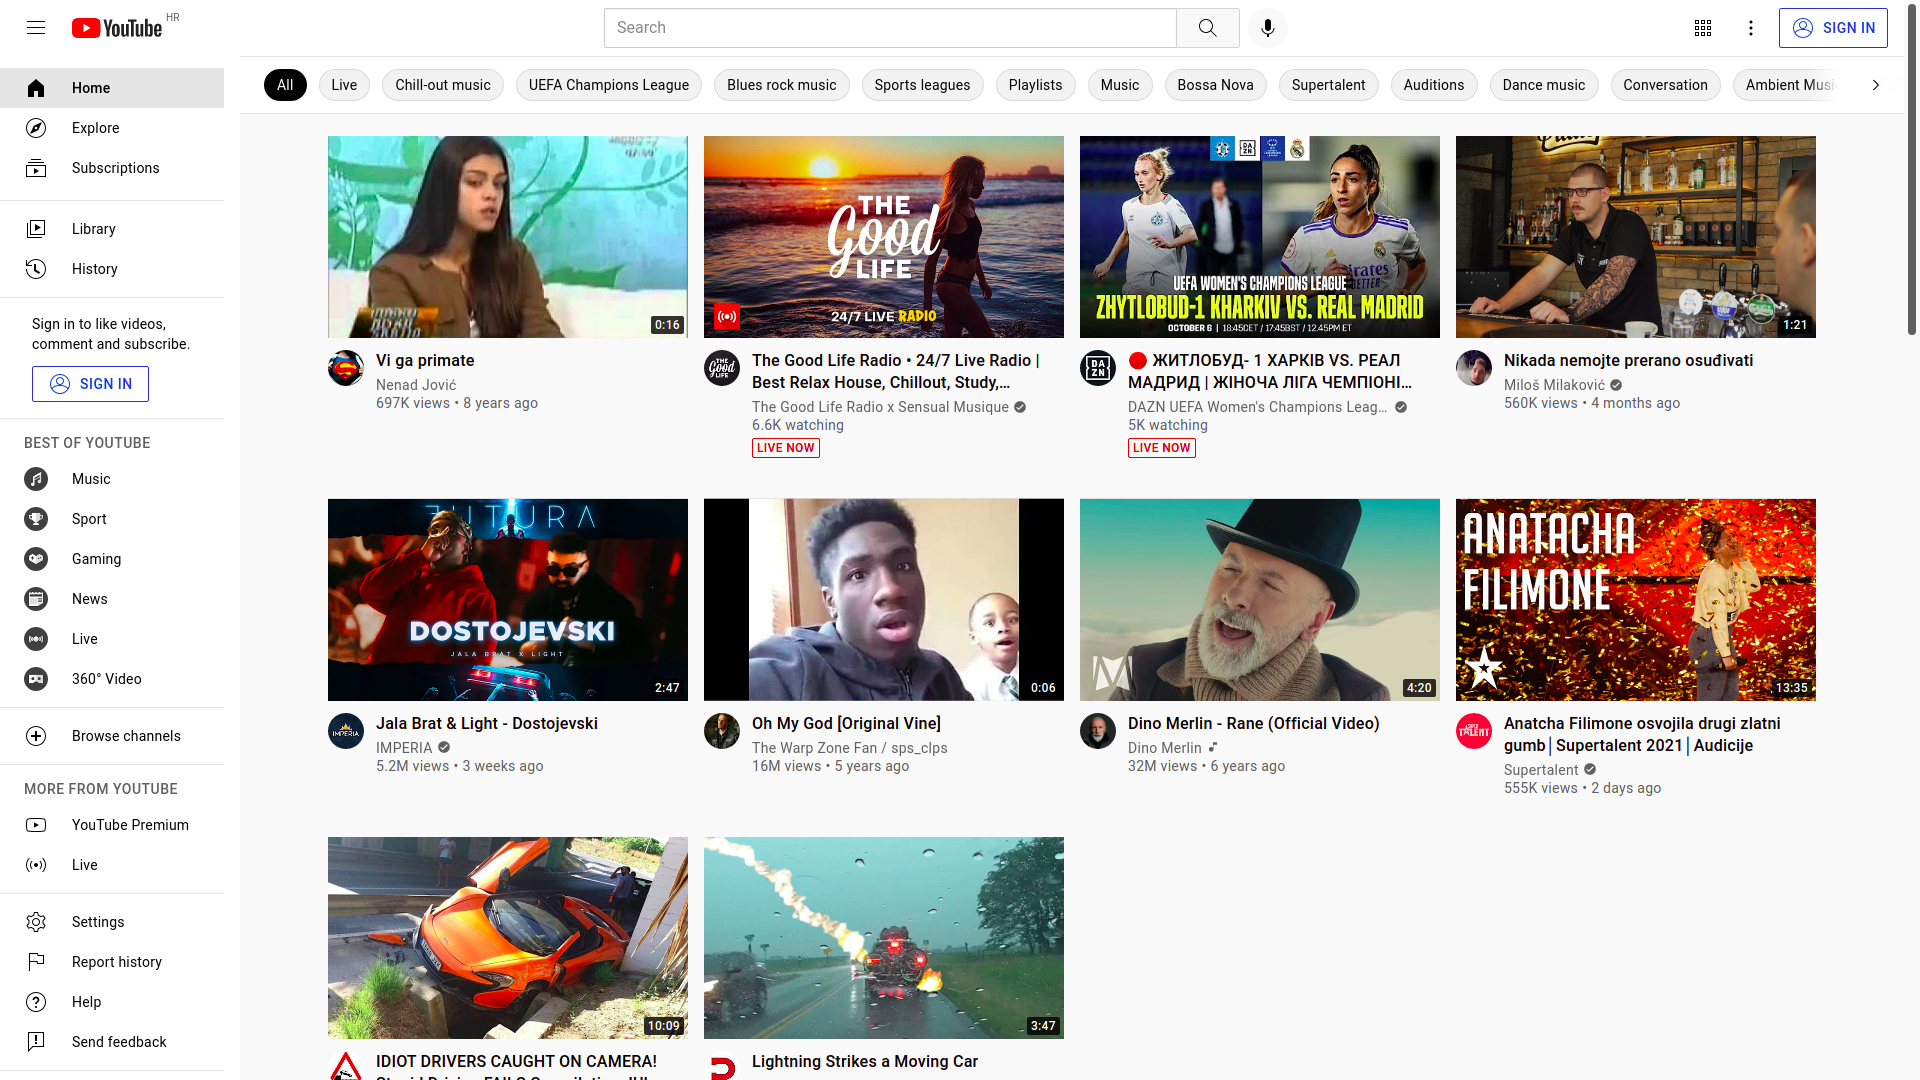 YouTube HR
Search
SIGN IN
Home
Explore
Subscriptions
Library
History
Sign in to like videos,
comment and subscribe.
SIGN IN
BEST OF YOUTUBE
Music
Sport
Gaming
News
Live
360° Video
Browse channels
MORE FROM YOUTUBE
YouTube Premium
Live
Settings
Report history
Help
Send feedback
All Live Chill-out music UEFA Champions League Blues rock music Sports leagues Playlists Music Bossa Nova Supertalent Auditions Dance music Conversation Ambient Music
0:16
Vi ga primate
Nenad Jović
697K views • 8 years ago
THE
Good
LIFE
24/7 LIVE RADIO
THE
Good
LIFE
The Good Life Radio • 24/7 Live Radio |
Best Relax House, Chillout, Study,...
The Good Life Radio x Sensual Musique
6.6K watching
LIVE NOW
DA
ZN
UEFA WOMEN'S CHAMPIONS LEAGUE
ZHYTLOBUD-1 KHARKIV VS. REAL MADRID
OCTOBER 6 | 18:45CET / 17:45BST / 12.45PM ET
DA
ZN
🔴 ЖИТЛОБУД- 1 ХАРКІВ VS. РЕАЛ
МАДРИД | ЖІНОЧА ЛІГА ЧЕМПІОНІ...
DAZN UEFA Women's Champions Leag...
5K watching
LIVE NOW
1:21
Nikada nemojte prerano osuđivati
Miloš Milaković
560K views • 4 months ago
FUTURA
DOSTOJEVSKI
JALA BRAT X LIGHT
2:47
IMPERIA
Jala Brat & Light - Dostojevski
IMPERIA
5.2M views • 3 weeks ago
0:06
Oh My God [Original Vine]
The Warp Zone Fan / sps_clps
16M views • 5 years ago
M
4:20
Dino Merlin - Rane (Official Video)
Dino Merlin
32M views • 6 years ago
ANATACHA
FILIMONE
13:35
TALENT
Anatcha Filimone osvojila drugi zlatni
gumb│Supertalent 2021│Audicije
Supertalent
555K views • 2 days ago
10:09
IDIOT DRIVERS CAUGHT ON CAMERA!
3:47
Lightning Strikes a Moving Car